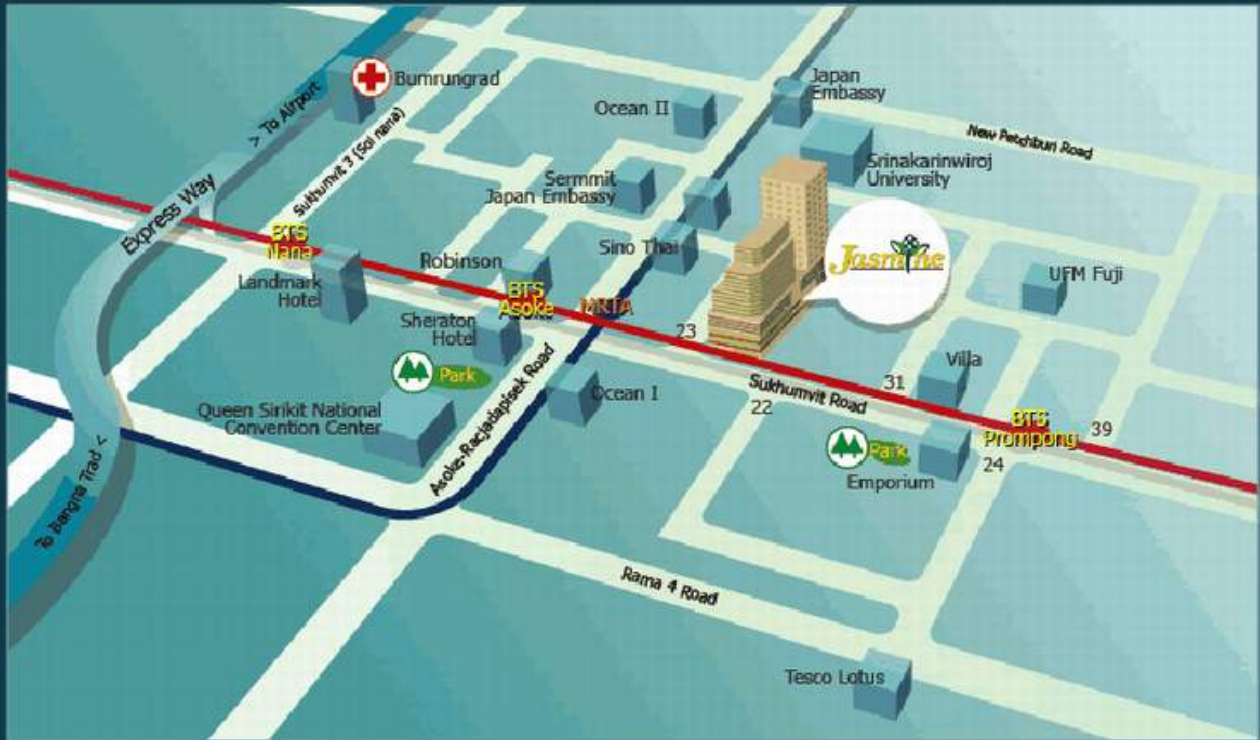 Bumrungrad
> To Airport
Japan
Embassy
Ocean II
New Petchburi Road
Sukhumvit 3 (Soi nana)
Srinakarinwiroj
University
Sermmit
Japan Embassy
Express Way
BTS
Nana
Robinson
Sino Thai
Jasmine
UFM Fuji
Landmark
Hotel
BTS
Asoke
MRTA
Sheraton
Hotel
23
Park
Villa
31
Sukhumvit Road
22
Ocean I
Queen Sirikit National
Convention Center
Asoke-Racjadapisek Road
BTS
Prompong
39
Park
24
Emporium
To Bangna Trad <
Rama 4 Road
Tesco Lotus